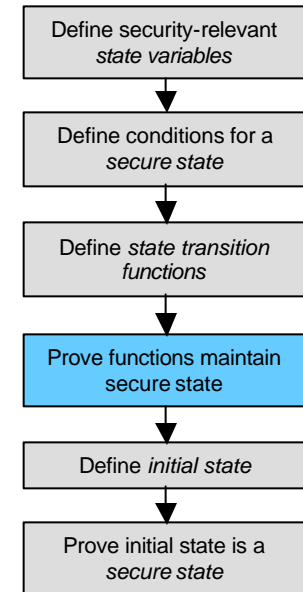 Define security-relevant
state variables
Define conditions for a
secure state
Define state transition
functions
Prove functions maintain
secure state
Define initial state
Prove initial state is a
secure state